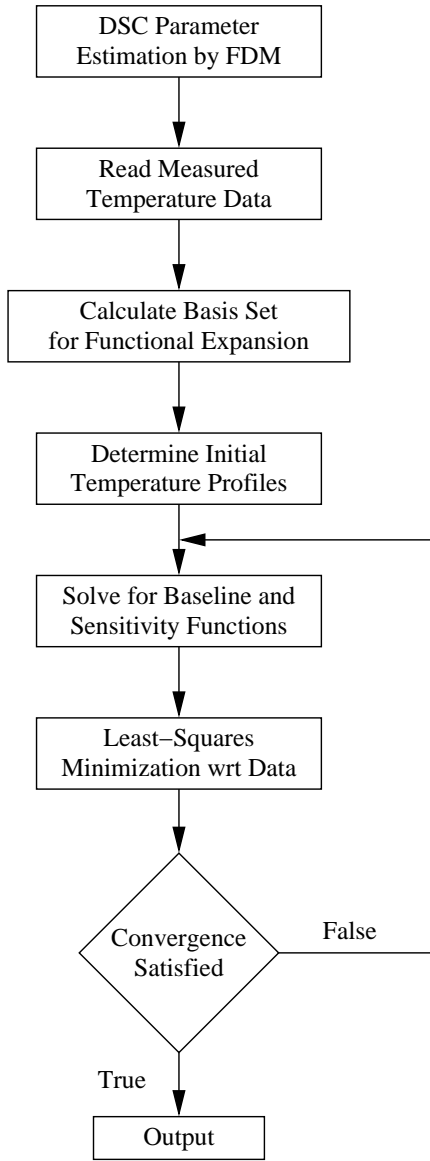 DSC Parameter
Estimation by FDM
Read Measured
Temperature Data
Calculate Basis Set
for Functional Expansion
Determine Initial
Temperature Profiles
Solve for Baseline and
Sensitivity Functions
Least−Squares
Minimization wrt Data
Convergence
Satisfied
False
True
Output